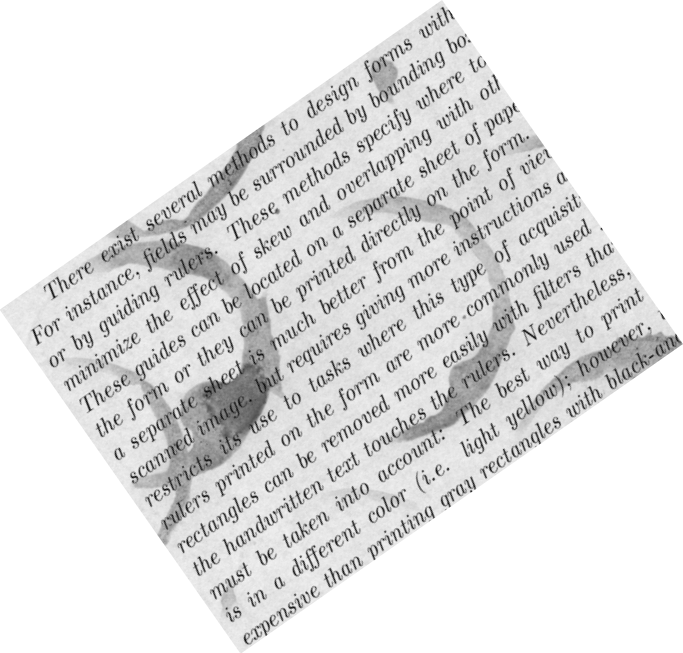 There exist several methods to design forms with
For instance, fields may be surrounded by bounding bo
or by guiding rulers. These methods specify where to
minimize the effect of skew and overlapping with oth
These guides can be located on a separate sheet of pape
the form or they can be printed directly on the form.
a separate sheet is much better from the point of view
scanned image, but requires giving more instructions a
restricts its use to tasks where this type of acquisit
rulers printed on the form are more commonly used
rectangles can be removed more easily with filters tha
the handwritten text touches the rulers. Nevertheless,
must be taken into account: The best way to print
is in a different color (i.e. light yellow); however,
expensive than printing gray rectangles with black-an